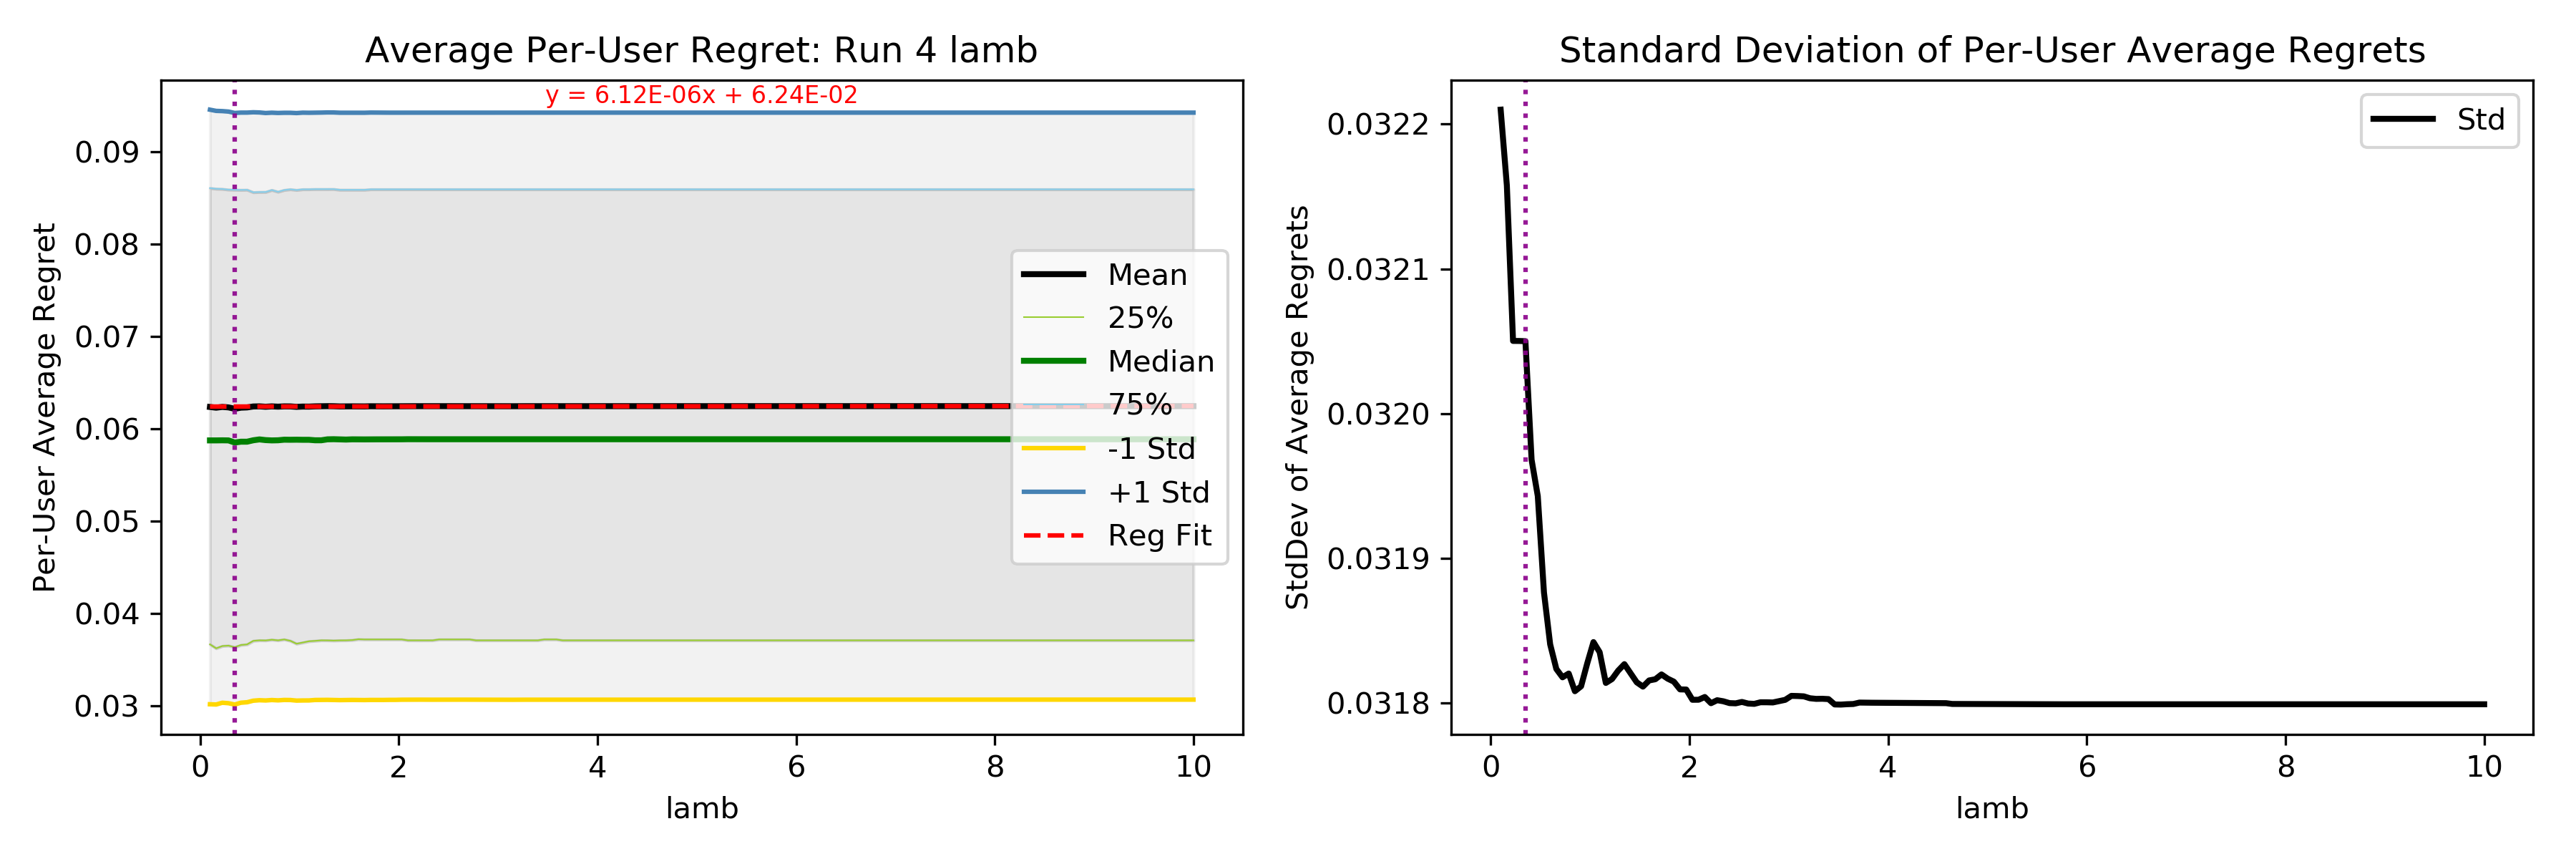 Average Per-User Regret: Run 4 lamb
y = 6.12E-06x + 6.24E-02
Per-User Average Regret
0.09
0.08
0.07
0.06
0.05
0.04
0.03
Mean
25%
Median
75%
-1 Std
+1 Std
Reg Fit
0 2 4 6 8 10
lamb
Standard Deviation of Per-User Average Regrets
StdDev of Average Regrets
0.0322
0.0321
0.0320
0.0319
0.0318
Std
0 2 4 6 8 10
lamb